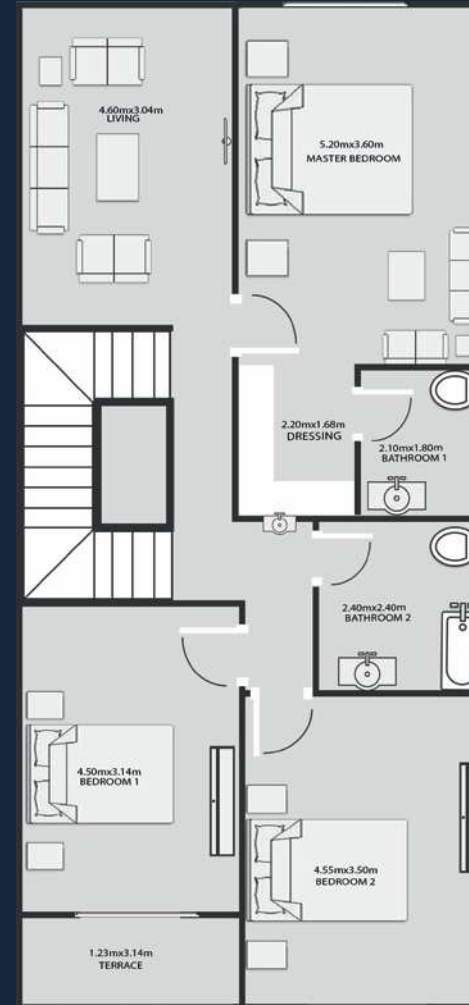 4.60mx3.04m
LIVING
5.20mx3.60m
MASTER BEDROOM
2.20mx1.68m
DRESSING
2.10mx1.80m
BATHROOM 1
2.40mx2.40m
BATHROOM 2
4.50mx3.14m
BEDROOM 1
4.55mx3.50m
BEDROOM 2
1.23mx3.14m
TERRACE